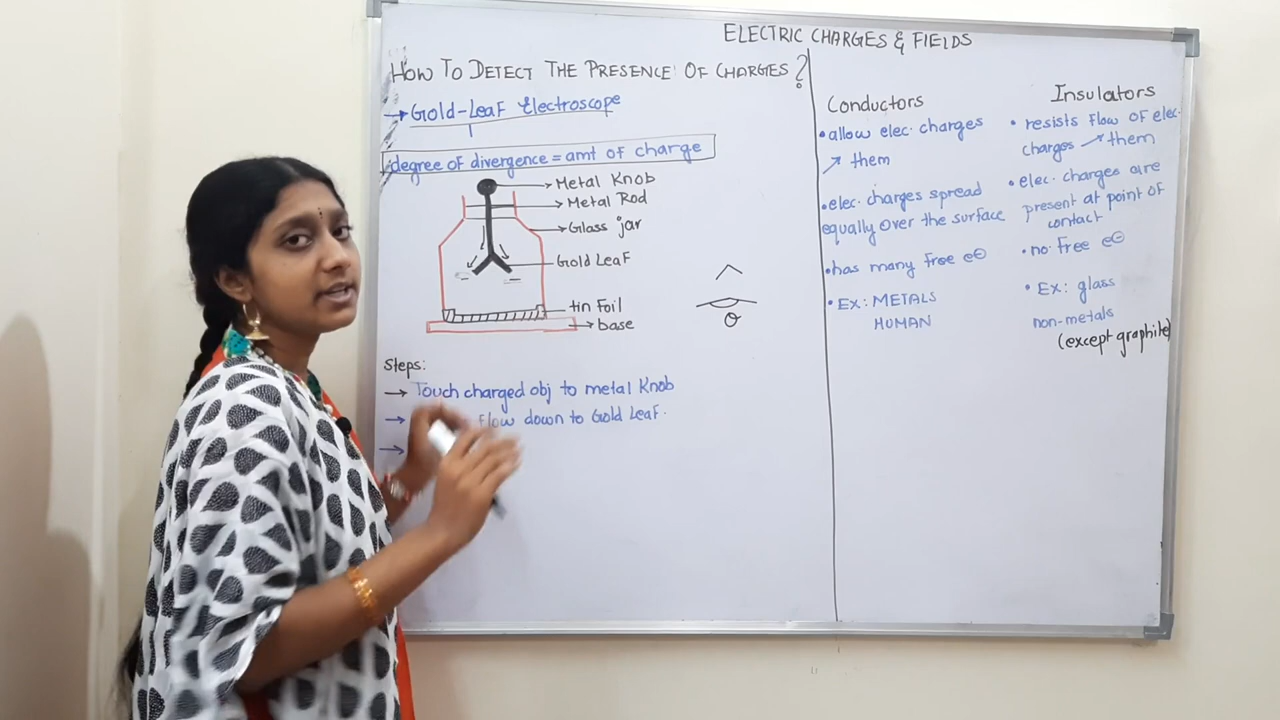 ELECTRIC CHARGES & FIELDS
HOW TO DETECT THE PRESENCE OF CHARGES?
→ Gold-Leaf Electroscope
degree of divergence = amt of charge
Metal Knob
Metal Rod
Glass jar
Gold Leaf
tin Foil
base
θ
Steps:
→ Touch charged obj to metal Knob
→ flow down to Gold Leaf.
→
Conductors
• allow elec. charges
↗ them
• elec. charges spread
equally over the surface
• has many free e⊖
• Ex: METALS
HUMAN
Insulators
• resists flow of elec.
charges ↗ them
• elec. charges are
present at point of
contact
• no free e⊖
• Ex: glass
non-metals
(except graphite)